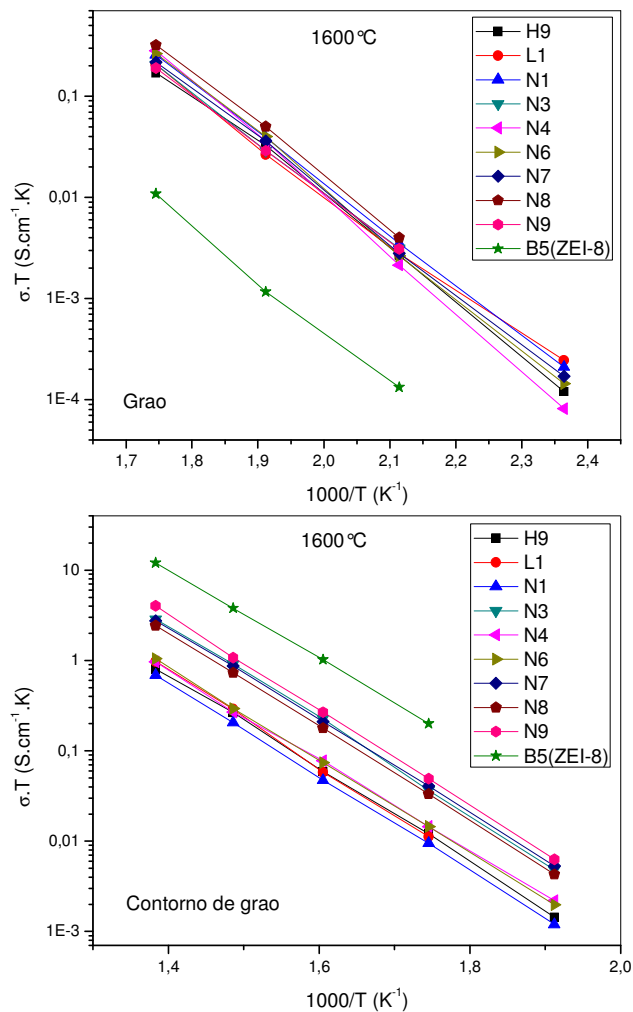 1600°C
H9
L1
N1
N3
N4
N6
N7
N8
N9
B5(ZEI-8)
0,1
0,01
1E-3
1E-4
σ.T (S.cm⁻¹.K)
Grao
1,7 1,8 1,9 2,0 2,1 2,2 2,3 2,4
1000/T (K⁻¹)
1600°C
H9
L1
N1
N3
N4
N6
N7
N8
N9
B5(ZEI-8)
10
1
0,1
0,01
1E-3
σ.T (S.cm⁻¹.K)
Contorno de grao
1,4 1,6 1,8 2,0
1000/T (K⁻¹)